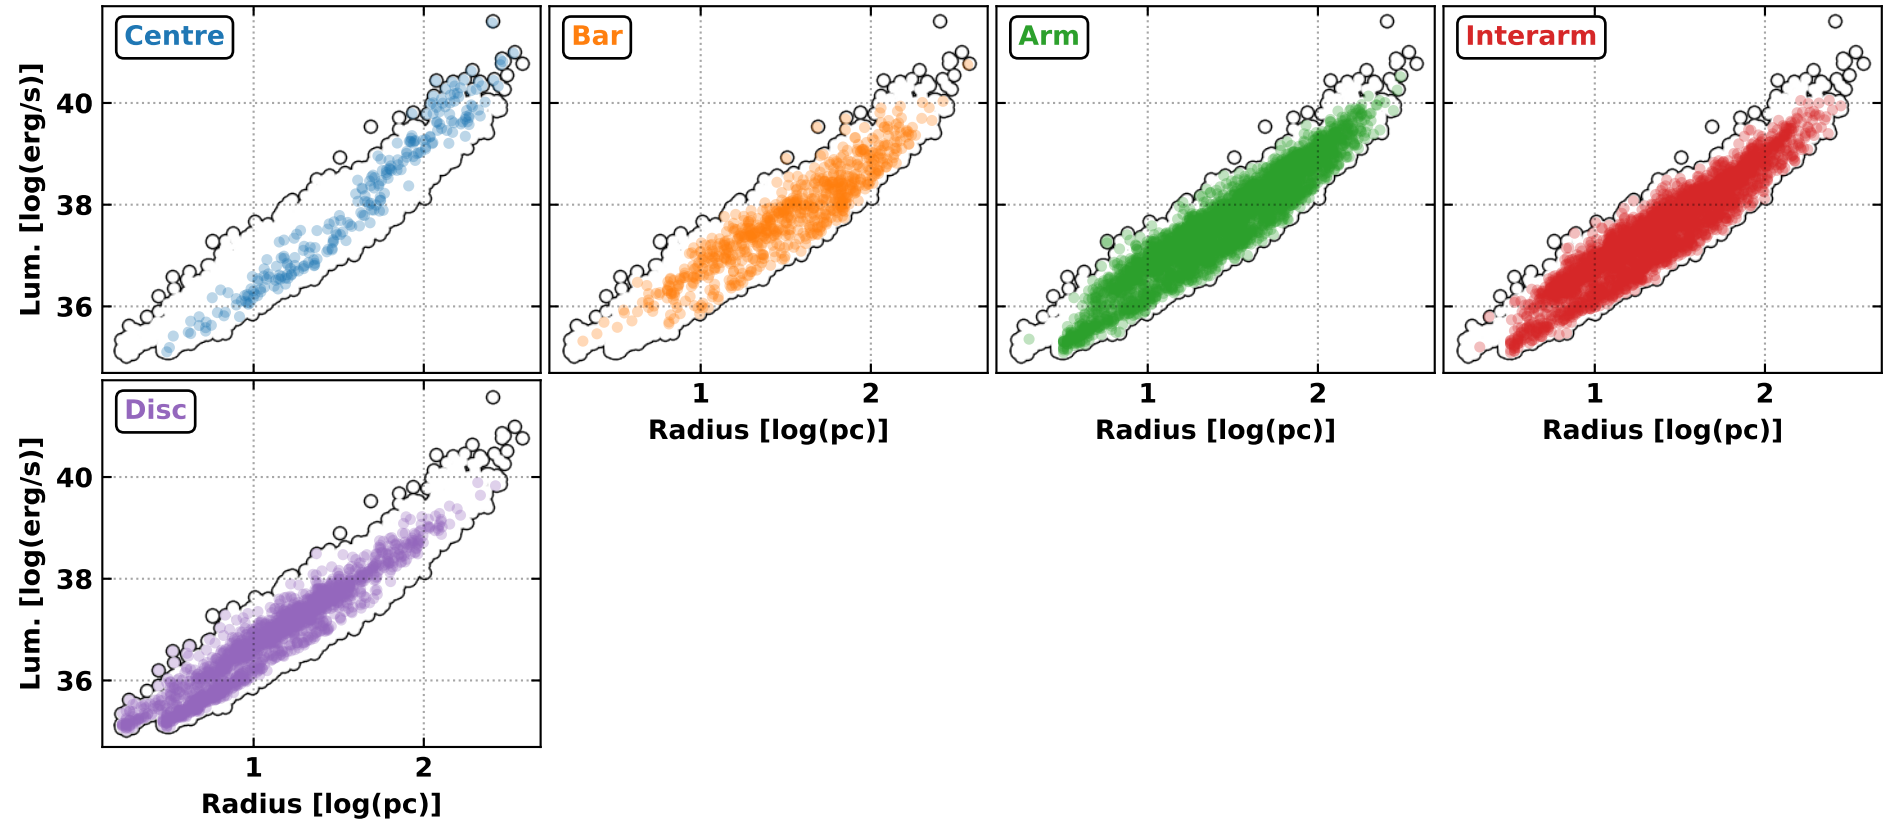 Centre
Bar
Arm
Interarm
Lum. [log(erg/s)]
40
38
36
1
2
1
2
1
2
Radius [log(pc)]
Radius [log(pc)]
Radius [log(pc)]
Disc
Lum. [log(erg/s)]
40
38
36
1
2
Radius [log(pc)]